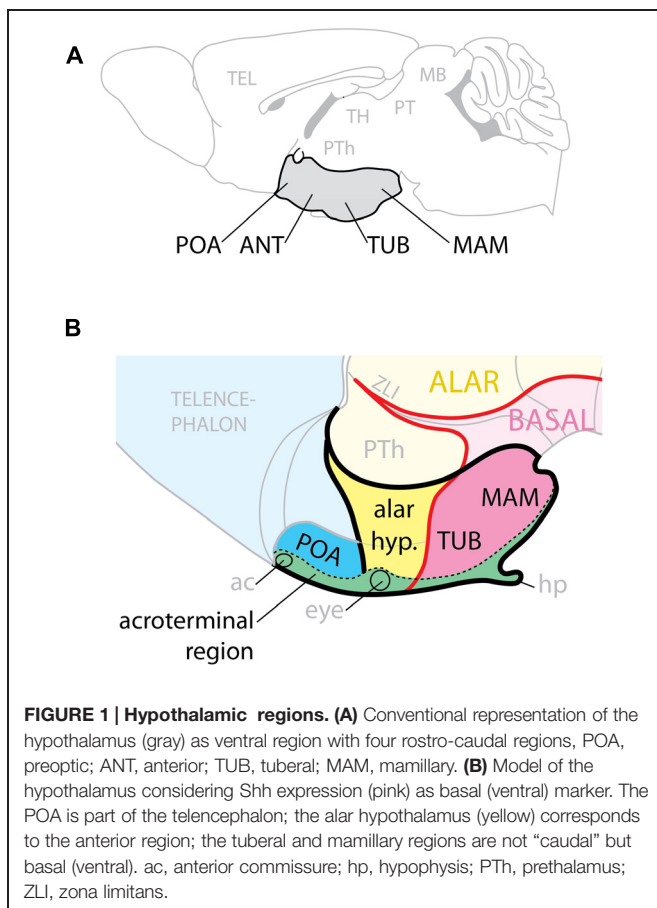 A
TEL
MB
TH
PT
PTh
POA ANT TUB MAM
B
TELENCE-
PHALON
ZLI
ALAR
BASAL
PTh
alar
hyp.
MAM
TUB
POA
ac
eye
hp
acroterminal
region
FIGURE 1 | Hypothalamic regions. (A) Conventional representation of the
hypothalamus (gray) as ventral region with four rostro-caudal regions, POA,
preoptic; ANT, anterior; TUB, tuberal; MAM, mamillary. (B) Model of the
hypothalamus considering Shh expression (pink) as basal (ventral) marker. The
POA is part of the telencephalon; the alar hypothalamus (yellow) corresponds
to the anterior region; the tuberal and mamillary regions are not “caudal” but
basal (ventral). ac, anterior commissure; hp, hypophysis; PTh, prethalamus;
ZLI, zona limitans.